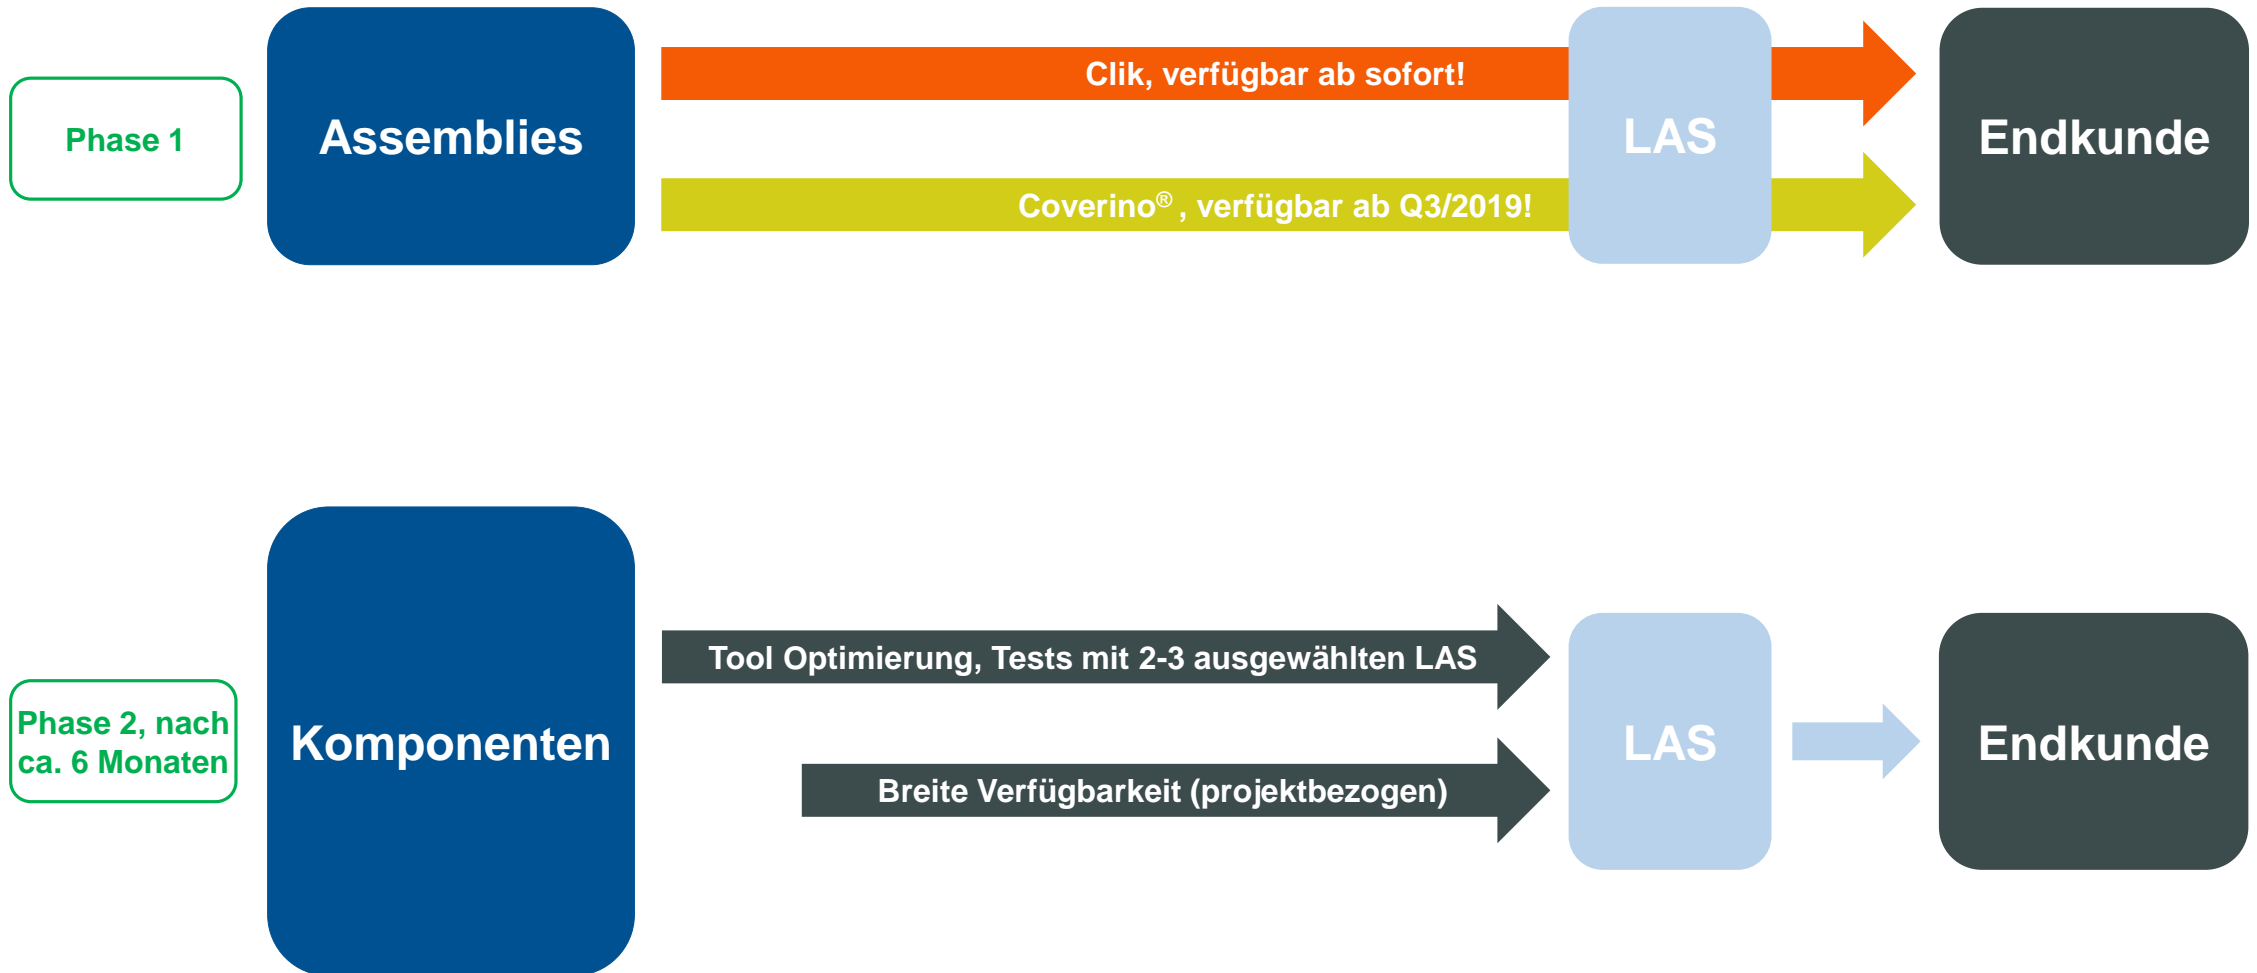 Phase 1
Assemblies
Clik, verfügbar ab sofort!
Coverino® , verfügbar ab Q3/2019!
LAS
Endkunde
Phase 2, nach
ca. 6 Monaten
Komponenten
Tool Optimierung, Tests mit 2-3 ausgewählten LAS
Breite Verfügbarkeit (projektbezogen)
LAS
Endkunde